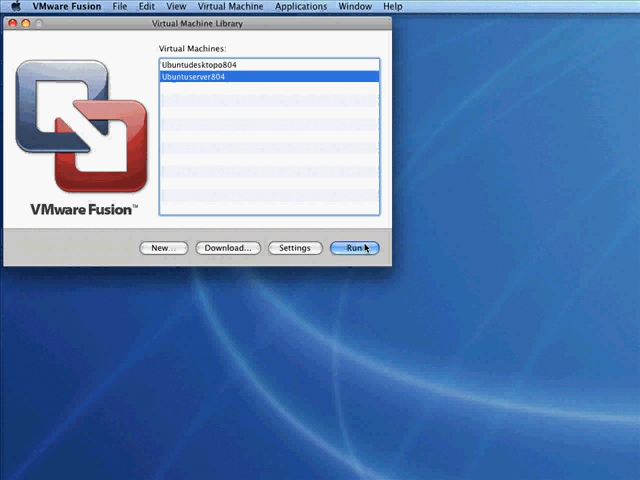 VMware Fusion File Edit View Virtual Machine Applications Window Help
Virtual Machine Library
Virtual Machines:
Ubuntudesktopo804
Ubuntuserver804
VMware Fusion™
New... Download... Settings Run